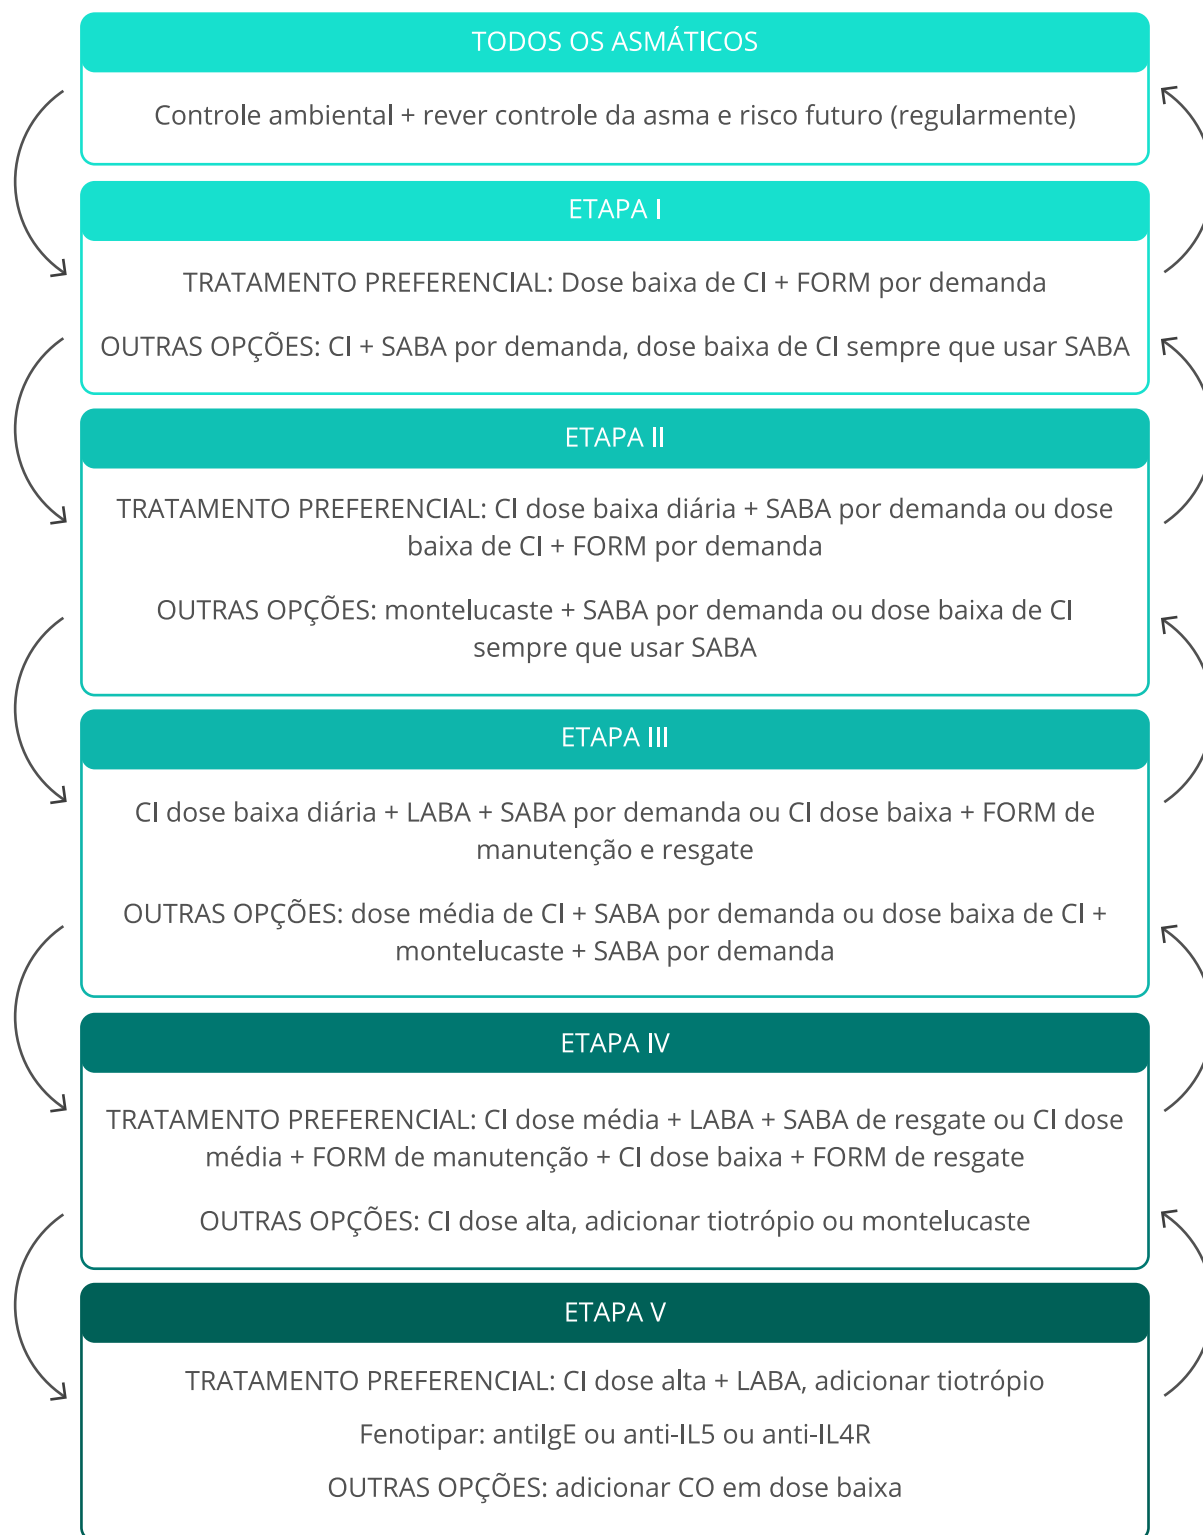 TODOS OS ASMÁTICOS
Controle ambiental + rever controle da asma e risco futuro (regularmente)
ETAPA I
TRATAMENTO PREFERENCIAL: Dose baixa de CI + FORM por demanda
OUTRAS OPÇÕES: CI + SABA por demanda, dose baixa de CI sempre que usar SABA
ETAPA II
TRATAMENTO PREFERENCIAL: CI dose baixa diária + SABA por demanda ou dose
baixa de CI + FORM por demanda
OUTRAS OPÇÕES: montelucaste + SABA por demanda ou dose baixa de CI
sempre que usar SABA
ETAPA III
CI dose baixa diária + LABA + SABA por demanda ou CI dose baixa + FORM de
manutenção e resgate
OUTRAS OPÇÕES: dose média de CI + SABA por demanda ou dose baixa de CI +
montelucaste + SABA por demanda
ETAPA IV
TRATAMENTO PREFERENCIAL: CI dose média + LABA + SABA de resgate ou CI dose
média + FORM de manutenção + CI dose baixa + FORM de resgate
OUTRAS OPÇÕES: CI dose alta, adicionar tiotrópio ou montelucaste
ETAPA V
TRATAMENTO PREFERENCIAL: CI dose alta + LABA, adicionar tiotrópio
Fenotipar: antiIgE ou anti-IL5 ou anti-IL4R
OUTRAS OPÇÕES: adicionar CO em dose baixa